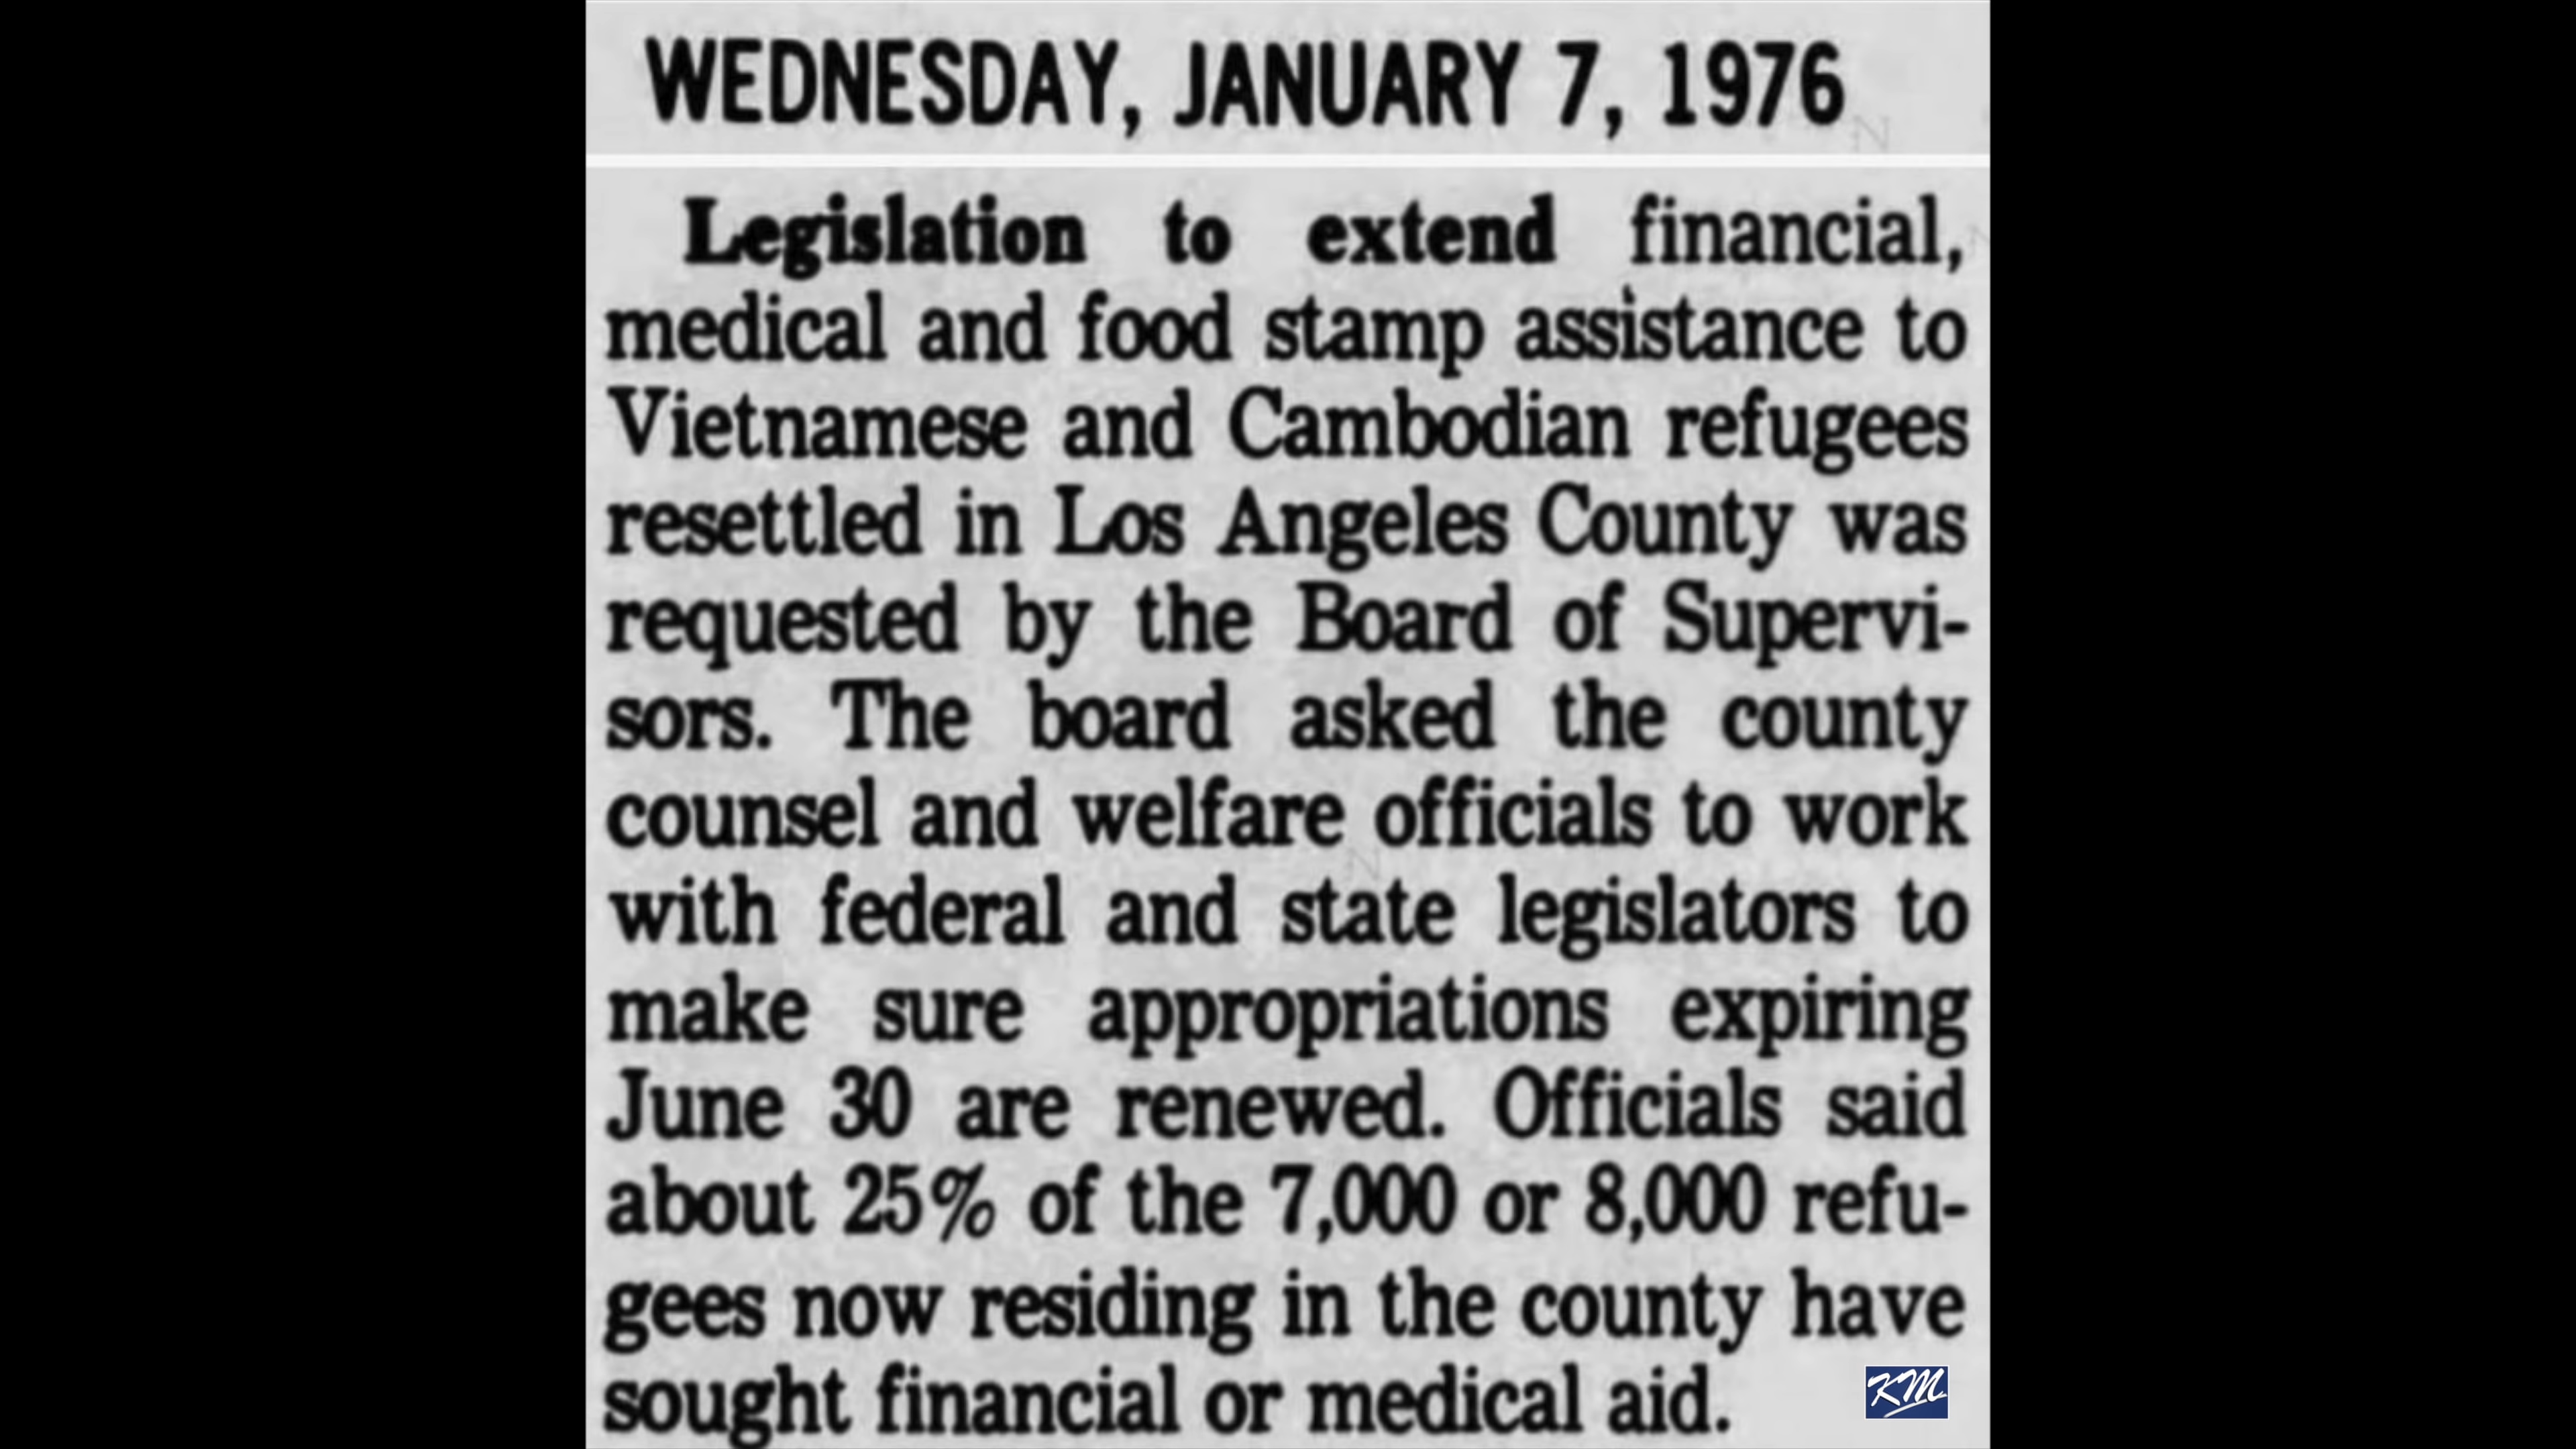 WEDNESDAY, JANUARY 7, 1976
Legislation to extend financial,
medical and food stamp assistance to
Vietnamese and Cambodian refugees
resettled in Los Angeles County was
requested by the Board of Supervi-
sors. The board asked the county
counsel and welfare officials to work
with federal and state legislators to
make sure appropriations expiring
June 30 are renewed. Officials said
about 25% of the 7,000 or 8,000 refu-
gees now residing in the county have
sought financial or medical aid.
KM